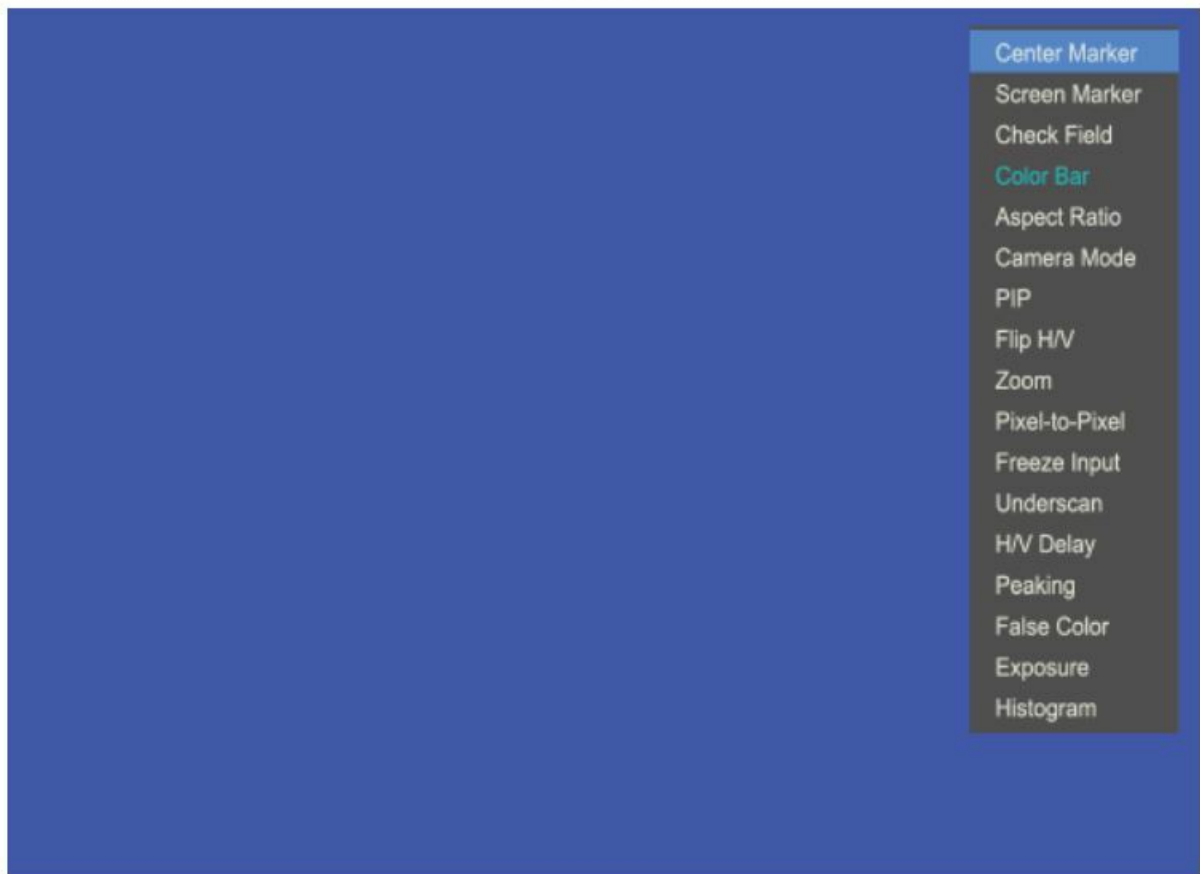 Center Marker
Screen Marker
Check Field
Color Bar
Aspect Ratio
Camera Mode
PIP
Flip H/V
Zoom
Pixel-to-Pixel
Freeze Input
Underscan
H/V Delay
Peaking
False Color
Exposure
Histogram